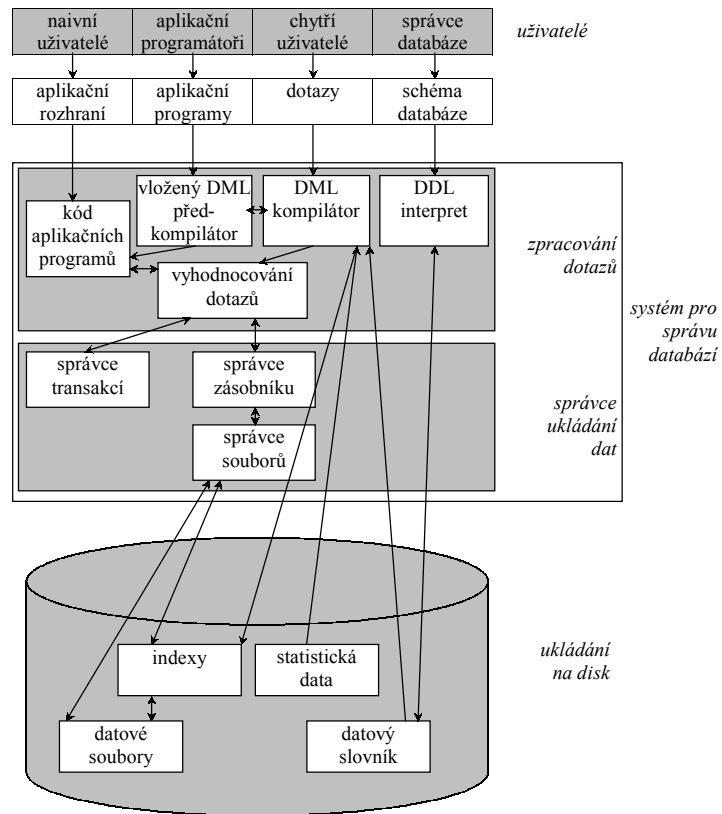 naivní
uživatelé
aplikační
programátoři
chytří
uživatelé
správce
databáze
uživatelé
aplikační
rozhraní
aplikační
programy
dotazy
schéma
databáze
vložený DML
před-
kompilátor
DML
kompilátor
DDL
interpret
kód
aplikačních
programů
vyhodnocování
dotazů
zpracování
dotazů
systém pro
správu
databází
správce
transakcí
správce
zásobníku
správce
souborů
správce
ukládání
dat
indexy
statistická
data
ukládání
na disk
datové
soubory
datový
slovník